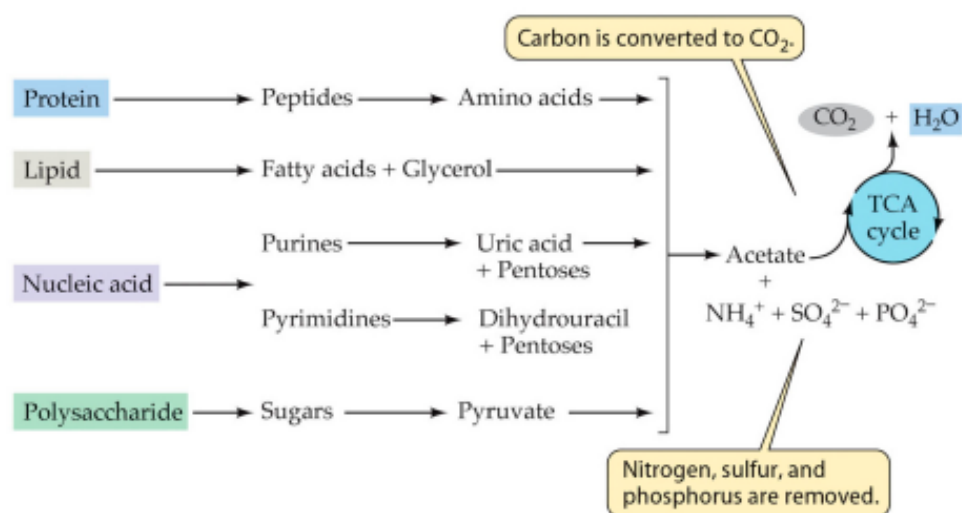 Carbon is converted to CO₂.
Protein Peptides Amino acids
CO₂ + H₂O
Lipid Fatty acids + Glycerol
TCA
cycle
Purines Uric acid
+ Pentoses
Acetate
+
NH₄⁺ + SO₄²⁻ + PO₄²⁻
Nucleic acid
Pyrimidines Dihydrouracil
+ Pentoses
Polysaccharide Sugars Pyruvate
Nitrogen, sulfur, and
phosphorus are removed.